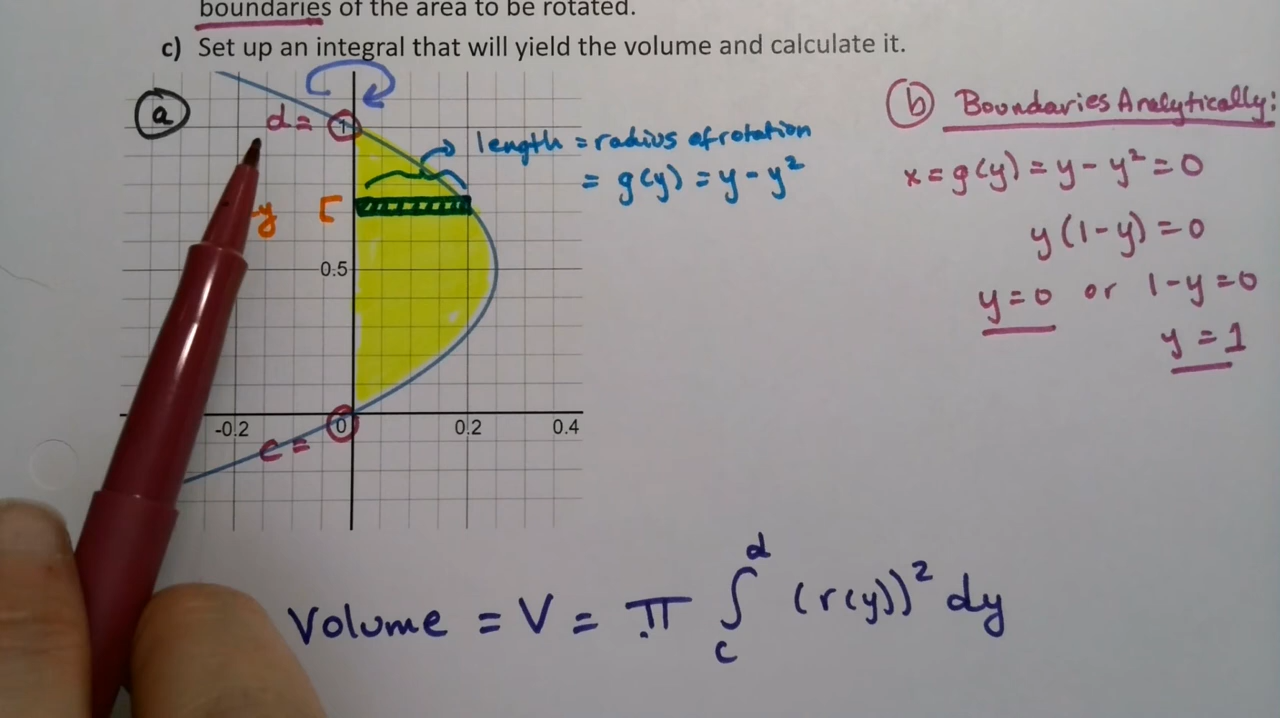 boundaries of the area to be rotated.
c) Set up an integral that will yield the volume and calculate it.
a
d = 1
length = radius of rotation
= g(y) = y - y²
y
0.5
-0.2 0 0.2 0.4
c =
b Boundaries Analytically:
x = g(y) = y - y² = 0
y (1-y) = 0
y = 0 or 1-y = 0
y = 1
Volume = V = π ∫ (r(y))² dy
d
c